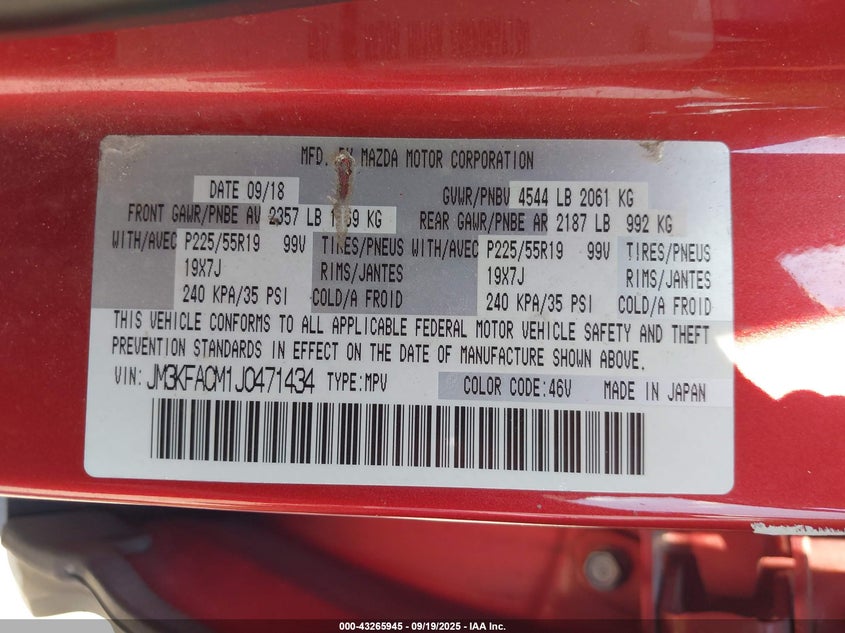 MFD. BY MAZDA MOTOR CORPORATION
DATE 09/18 GVWR/PNBV 4544 LB 2061 KG
FRONT GAWR/PNBE AV 2357 LB KG REAR GAWR/PNBE AR 2187 LB 992 KG
WITH/AVEC P225/55R19 99V TIRES/PNEUS WITH/AVEC P225/55R19 99V TIRES/PNEUS
19X7J RIMS/JANTES 19X7J RIMS/JANTES
240 KPA/35 PSI COLD/A FROID 240 KPA/35 PSI COLD/A FROID
THIS VEHICLE CONFORMS TO ALL APPLICABLE FEDERAL MOTOR VEHICLE SAFETY AND THEFT
PREVENTION STANDARDS IN EFFECT ON THE DATE OF MANUFACTURE SHOWN ABOVE.
VIN: JM3KFACM1J0471434 TYPE:MPV COLOR CODE:46V MADE IN JAPAN
000-43265945 - 09/19/2025 - IAA Inc.